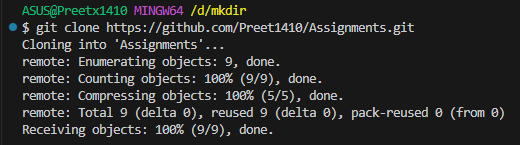 ASUS@Preetx1410 MINGW64 /d/mkdir
$ git clone https://github.com/Preet1410/Assignments.git
Cloning into 'Assignments'...
remote: Enumerating objects: 9, done.
remote: Counting objects: 100% (9/9), done.
remote: Compressing objects: 100% (5/5), done.
remote: Total 9 (delta 0), reused 9 (delta 0), pack-reused 0 (from 0)
Receiving objects: 100% (9/9), done.